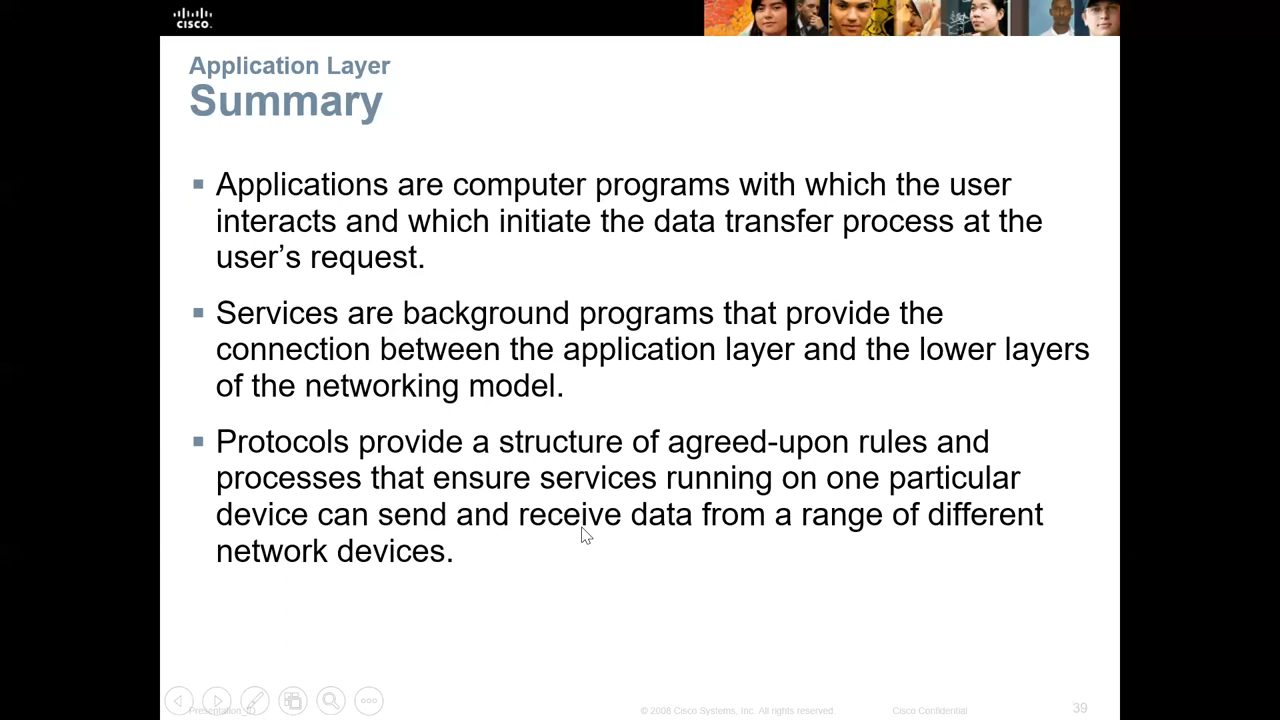 CISCO
Application Layer
Summary
Applications are computer programs with which the user
interacts and which initiate the data transfer process at the
user’s request.
Services are background programs that provide the
connection between the application layer and the lower layers
of the networking model.
Protocols provide a structure of agreed-upon rules and
processes that ensure services running on one particular
device can send and receive data from a range of different
network devices.
Presentation_ID
© 2008 Cisco Systems, Inc. All rights reserved.
Cisco Confidential
39